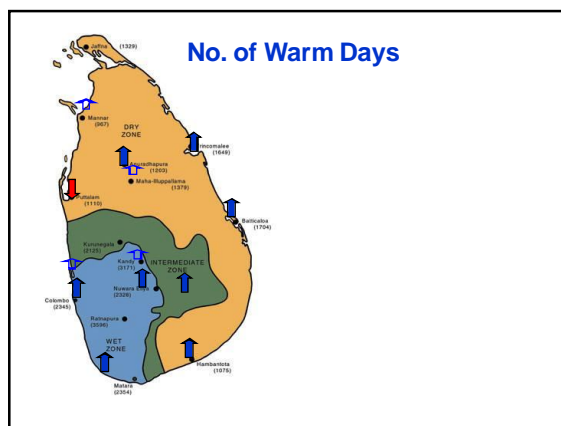 No. of Warm Days
Jaffna (1329)
Mannar
(967)
DRY
ZONE
Trincomalee
(1649)
Anuradhapura
(1003)
Maha-Illuppallama
(1379)
Puttalam
(1110)
Batticaloa
(1704)
Kurunegala
(2125)
Kandy
(3171)
INTERMEDIATE
ZONE
Nuwara Eliya
(2326)
Colombo
(2345)
Ratnapura
(3596)
WET
ZONE
Hambantota
(1075)
Matara
(2354)